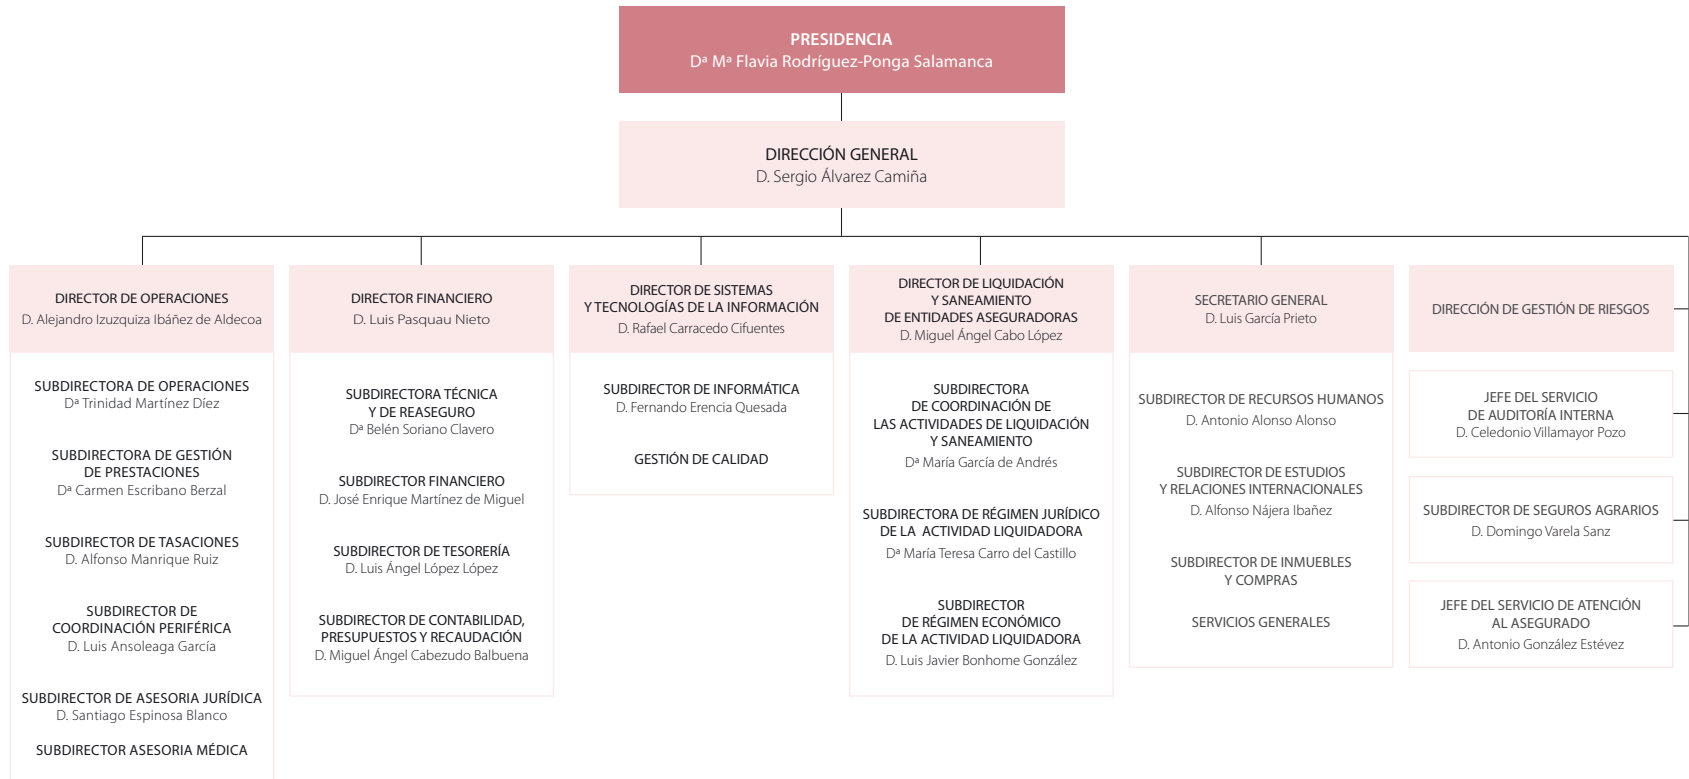 PRESIDENCIA
Dª Mª Flavia Rodríguez-Ponga Salamanca
DIRECCIÓN GENERAL
D. Sergio Álvarez Camiña
DIRECTOR DE OPERACIONES
D. Alejandro Izuzquiza Ibáñez de Aldecoa
SUBDIRECTORA DE OPERACIONES
Dª Trinidad Martínez Díez
SUBDIRECTORA DE GESTIÓN
DE PRESTACIONES
Dª Carmen Escribano Berzal
SUBDIRECTOR DE TASACIONES
D. Alfonso Manrique Ruiz
SUBDIRECTOR DE
COORDINACIÓN PERIFÉRICA
D. Luis Ansoleaga García
SUBDIRECTOR DE ASESORIA JURÍDICA
D. Santiago Espinosa Blanco
SUBDIRECTOR ASESORIA MÉDICA
DIRECTOR FINANCIERO
D. Luis Pasquau Nieto
SUBDIRECTORA TÉCNICA
Y DE REASEGURO
Dª Belén Soriano Clavero
SUBDIRECTOR FINANCIERO
D. José Enrique Martínez de Miguel
SUBDIRECTOR DE TESORERÍA
D. Luis Ángel López López
SUBDIRECTOR DE CONTABILIDAD,
PRESUPUESTOS Y RECAUDACIÓN
D. Miguel Ángel Cabezudo Balbuena
DIRECTOR DE SISTEMAS
Y TECNOLOGÍAS DE LA INFORMACIÓN
D. Rafael Carracedo Cifuentes
SUBDIRECTOR DE INFORMÁTICA
D. Fernando Erencia Quesada
GESTIÓN DE CALIDAD
DIRECTOR DE LIQUIDACIÓN
Y SANEAMIENTO
DE ENTIDADES ASEGURADORAS
D. Miguel Ángel Cabo López
SUBDIRECTORA
DE COORDINACIÓN DE
LAS ACTIVIDADES DE LIQUIDACIÓN
Y SANEAMIENTO
Dª María García de Andrés
SUBDIRECTORA DE RÉGIMEN JURÍDICO
DE LA ACTIVIDAD LIQUIDADORA
Dª María Teresa Carro del Castillo
SUBDIRECTOR
DE RÉGIMEN ECONÓMICO
DE LA ACTIVIDAD LIQUIDADORA
D. Luis Javier Bonhome González
SECRETARIO GENERAL
D. Luis García Prieto
SUBDIRECTOR DE RECURSOS HUMANOS
D. Antonio Alonso Alonso
SUBDIRECTOR DE ESTUDIOS
Y RELACIONES INTERNACIONALES
D. Alfonso Nájera Ibañez
SUBDIRECTOR DE INMUEBLES
Y COMPRAS
SERVICIOS GENERALES
DIRECCIÓN DE GESTIÓN DE RIESGOS
JEFE DEL SERVICIO
DE AUDITORÍA INTERNA
D. Celedonio Villamayor Pozo
SUBDIRECTOR DE SEGUROS AGRARIOS
D. Domingo Varela Sanz
JEFE DEL SERVICIO DE ATENCIÓN
AL ASEGURADO
D. Antonio González Estévez